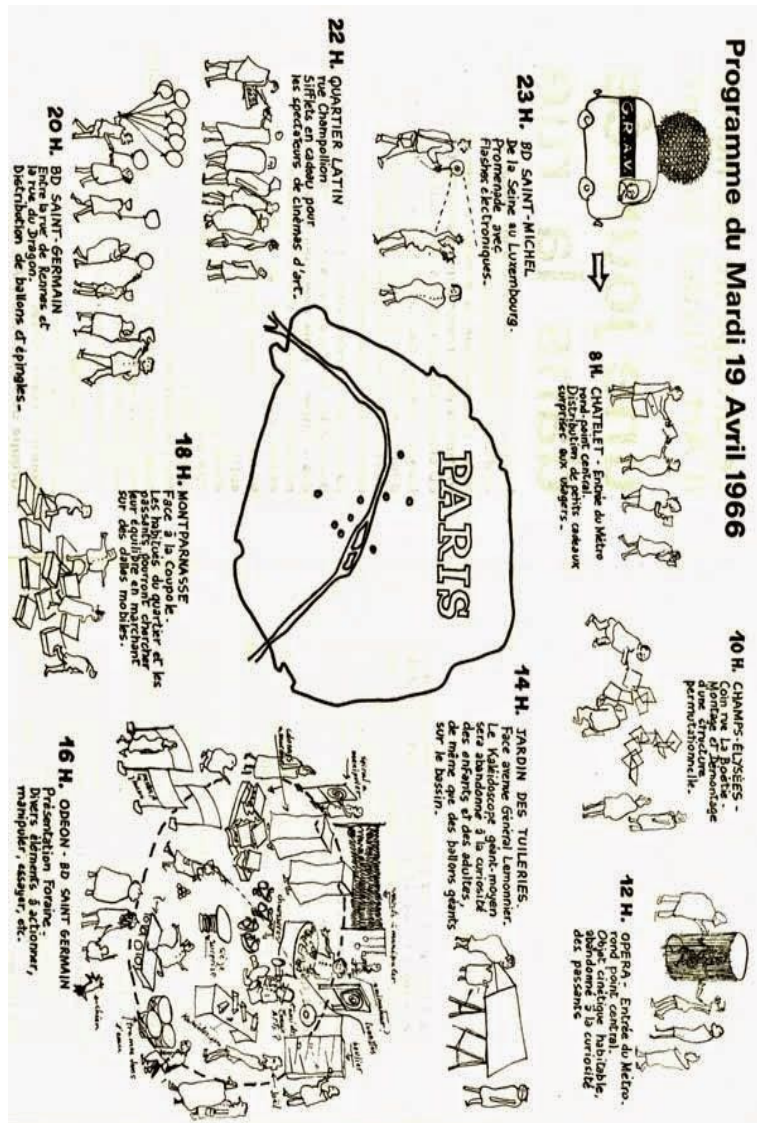 Programme du Mardi 19 Avril 1966
G.R.A.V.
8 H. CHATELET - Entrée du Métro
rond-point central.
Distribution de petits cadeaux
surprises aux usagers -
10 H. CHAMPS-ELYSÉES -
Coin rue La Boëtie -
Montage et Démontage
d'une structure
permutationnelle.
12 H. OPERA - Entrée du Métro.
rond point central.
Objet cinétique habitable,
abandonné à la curiosité
des passants
14 H. JARDIN DES TUILERIES.
Face avenue Général Lemonnier.
Le Kaléidoscope géant-moyen
sera abandonné à la curiosité
des enfants et des adultes,
de même que des ballons géants
sur le bassin.
16 H. ODEON - BD SAINT GERMAIN
Présentation Foraine :
Divers éléments à actionner,
manipuler, essayer, etc.
18 H. MONTPARNASSE
Face à la Coupole.
Les habitués du quartier et les
passants pourront chercher
leur équilibre en marchant
sur des dalles mobiles.
20 H. BD SAINT-GERMAIN
Entre la rue de Rennes et
la rue du Dragon.
Distribution de ballons et d'épingles -
22 H. QUARTIER LATIN
rue Champollion
Sifflets en cadeau pour
les spectateurs de cinémas d'art.
23 H. BD SAINT-MICHEL
De la Seine au Luxembourg.
Promenade avec
Flashes électroniques.
PARIS